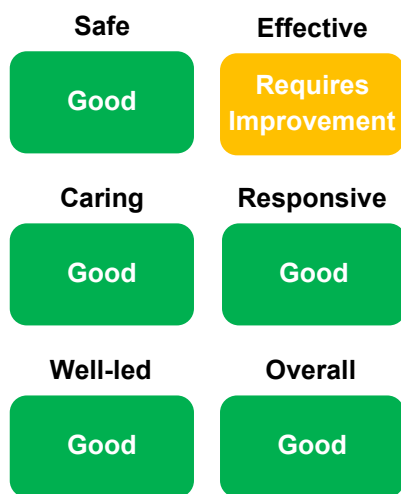 Safe
Effective
Good
Requires
Improvement
Caring
Responsive
Good
Good
Well-led
Overall
Good
Good